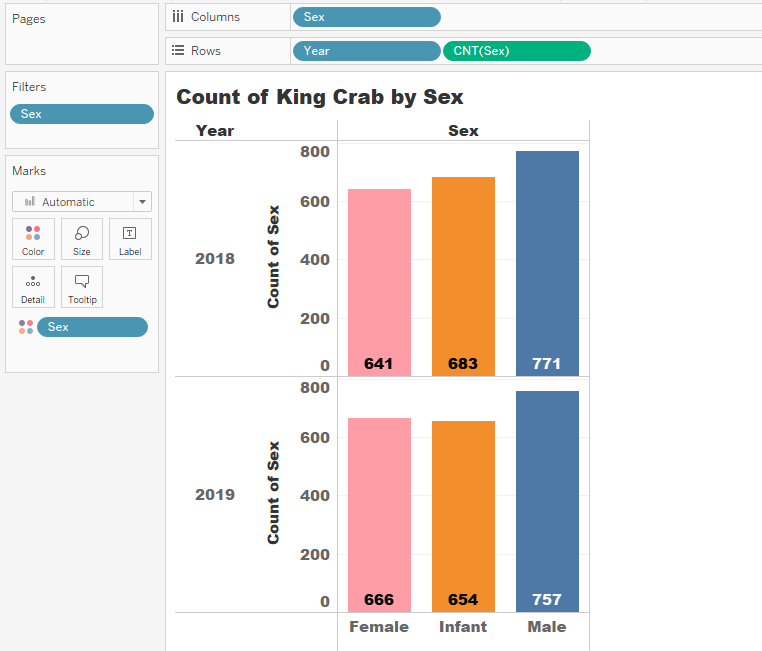 Pages
Columns
Sex
Rows
Year
CNT(Sex)
Filters
Sex
Marks
Automatic
Color
Size
T
Label
Detail
Tooltip
Sex
Count of King Crab by Sex
Year
Sex
2018
Count of Sex
800
600
400
200
0
641
683
771
2019
Count of Sex
800
600
400
200
0
666
654
757
Female
Infant
Male